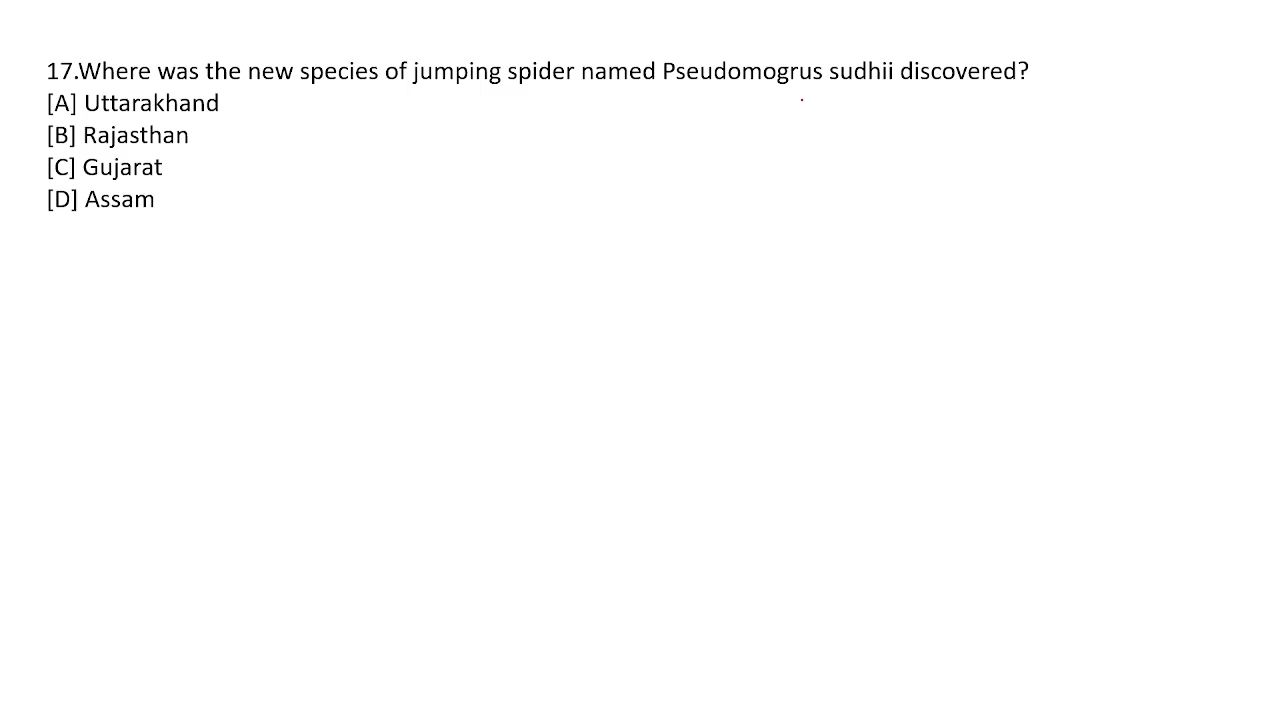 17.Where was the new species of jumping spider named Pseudomogrus sudhii discovered?
[A] Uttarakhand
[B] Rajasthan
[C] Gujarat
[D] Assam